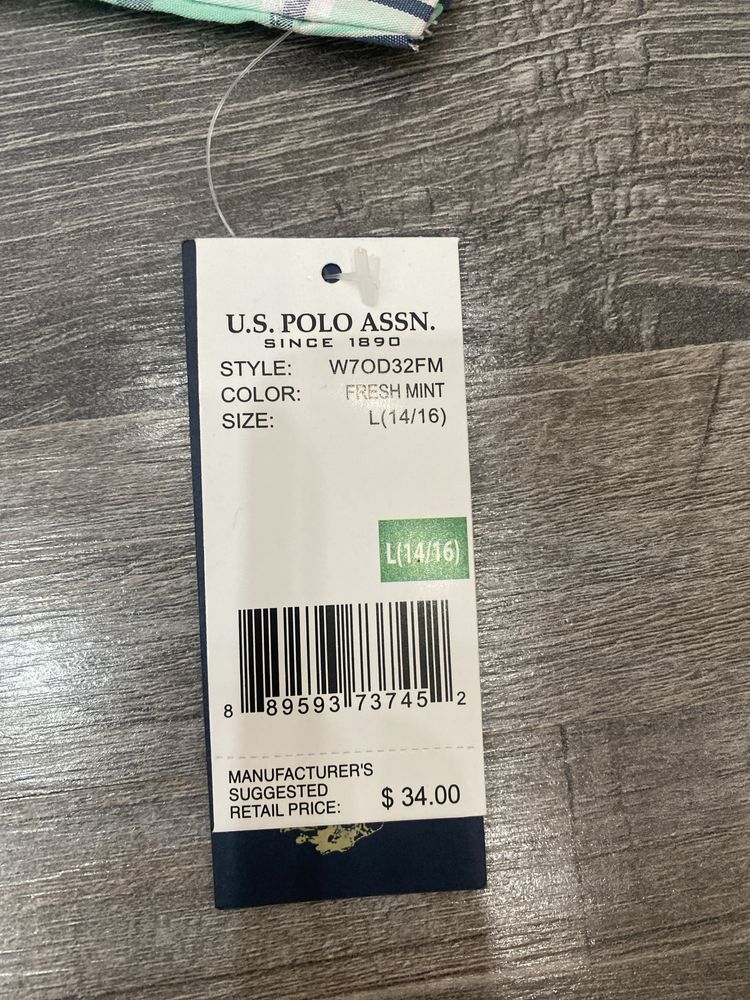 U.S. POLO ASSN.
SINCE 1890
STYLE: W7OD32FM
COLOR: FRESH MINT
SIZE: L(14/16)
L(14/16)
8 89593 73745 2
MANUFACTURER'S
SUGGESTED
RETAIL PRICE: $ 34.00